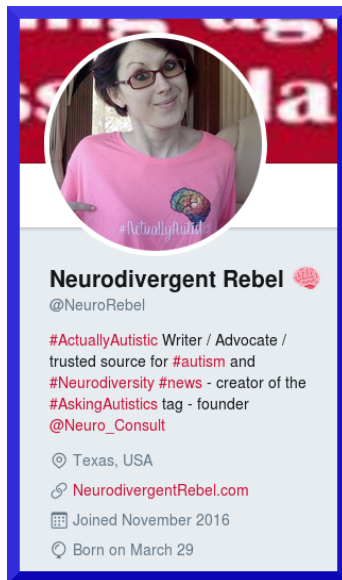 #ActuallyAutist
Neurodivergent Rebel 🧠
@NeuroRebel
#ActuallyAutistic Writer / Advocate /
trusted source for #autism and
#Neurodiversity #news - creator of the
#AskingAutistics tag - founder
@Neuro_Consult
Texas, USA
NeurodivergentRebel.com
Joined November 2016
Born on March 29